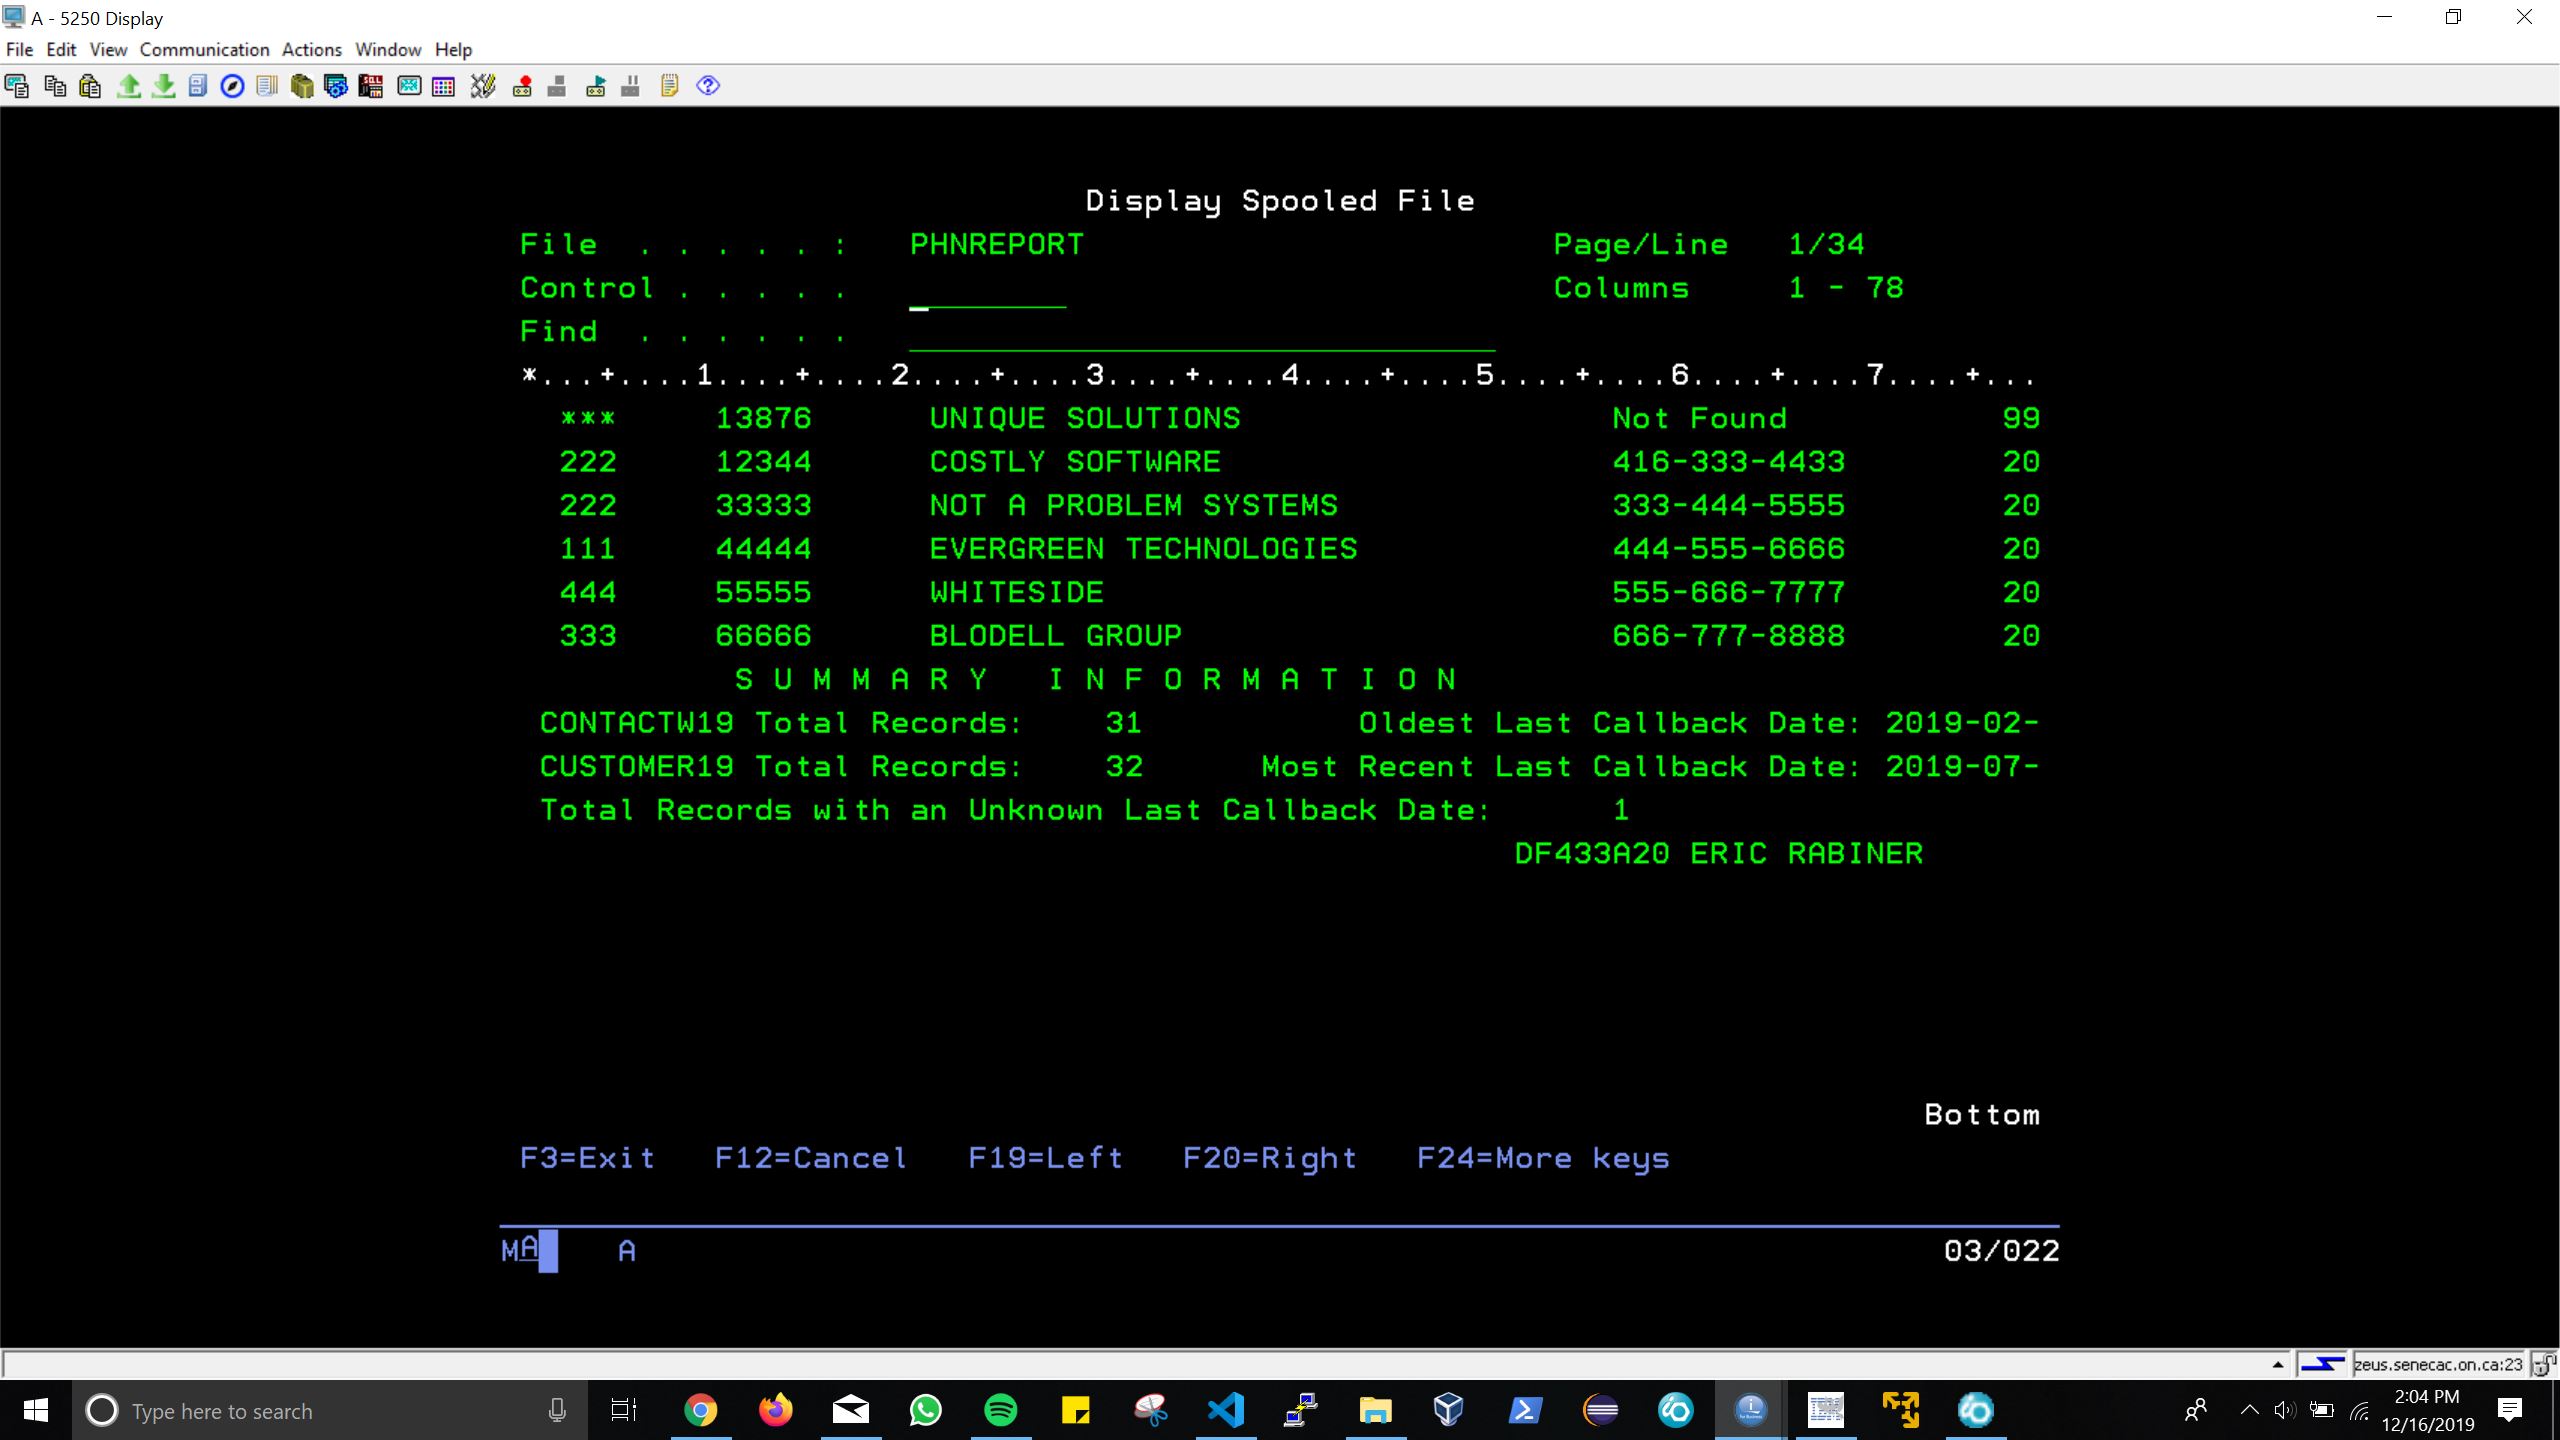 A - 5250 Display
File Edit View Communication Actions Window Help
Display Spooled File
File . . . . . : PHNREPORT Page/Line 1/34
Control . . . . . Columns 1 - 78
Find . . . . . .
*...+....1....+....2....+....3....+....4....+....5....+....6....+....7....+...
*** 13876 UNIQUE SOLUTIONS Not Found 99
222 12344 COSTLY SOFTWARE 416-333-4433 20
222 33333 NOT A PROBLEM SYSTEMS 333-444-5555 20
111 44444 EVERGREEN TECHNOLOGIES 444-555-6666 20
444 55555 WHITESIDE 555-666-7777 20
333 66666 BLODELL GROUP 666-777-8888 20
S U M M A R Y I N F O R M A T I O N
CONTACTW19 Total Records: 31 Oldest Last Callback Date: 2019-02-
CUSTOMER19 Total Records: 32 Most Recent Last Callback Date: 2019-07-
Total Records with an Unknown Last Callback Date: 1
DF433A20 ERIC RABINER
Bottom
F3=Exit F12=Cancel F19=Left F20=Right F24=More keys
MA A 03/022
zeus.senecac.on.ca:23
Type here to search
2:04 PM
12/16/2019